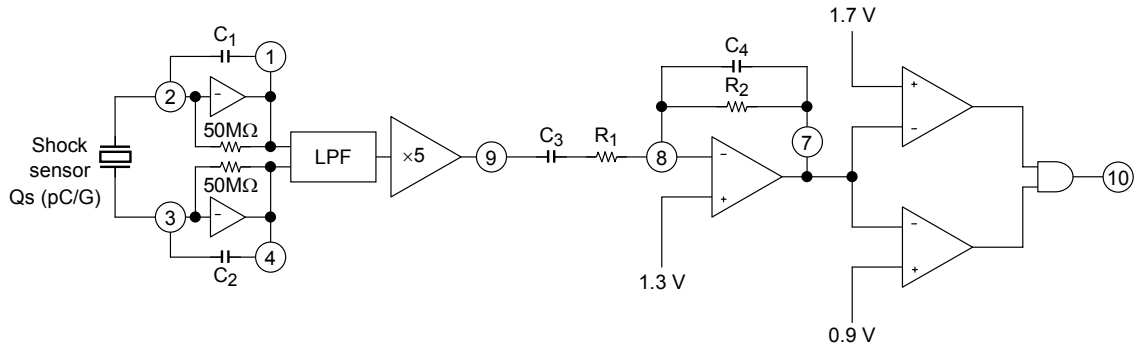 1.7 V
C1
1
2
50MΩ
Shock
sensor
Qs (pC/G)
50MΩ
3
C2
4
LPF
×5
9
C3
R1
8
C4
R2
7
−
+
1.3 V
+
−
−
+
0.9 V
10
−
−